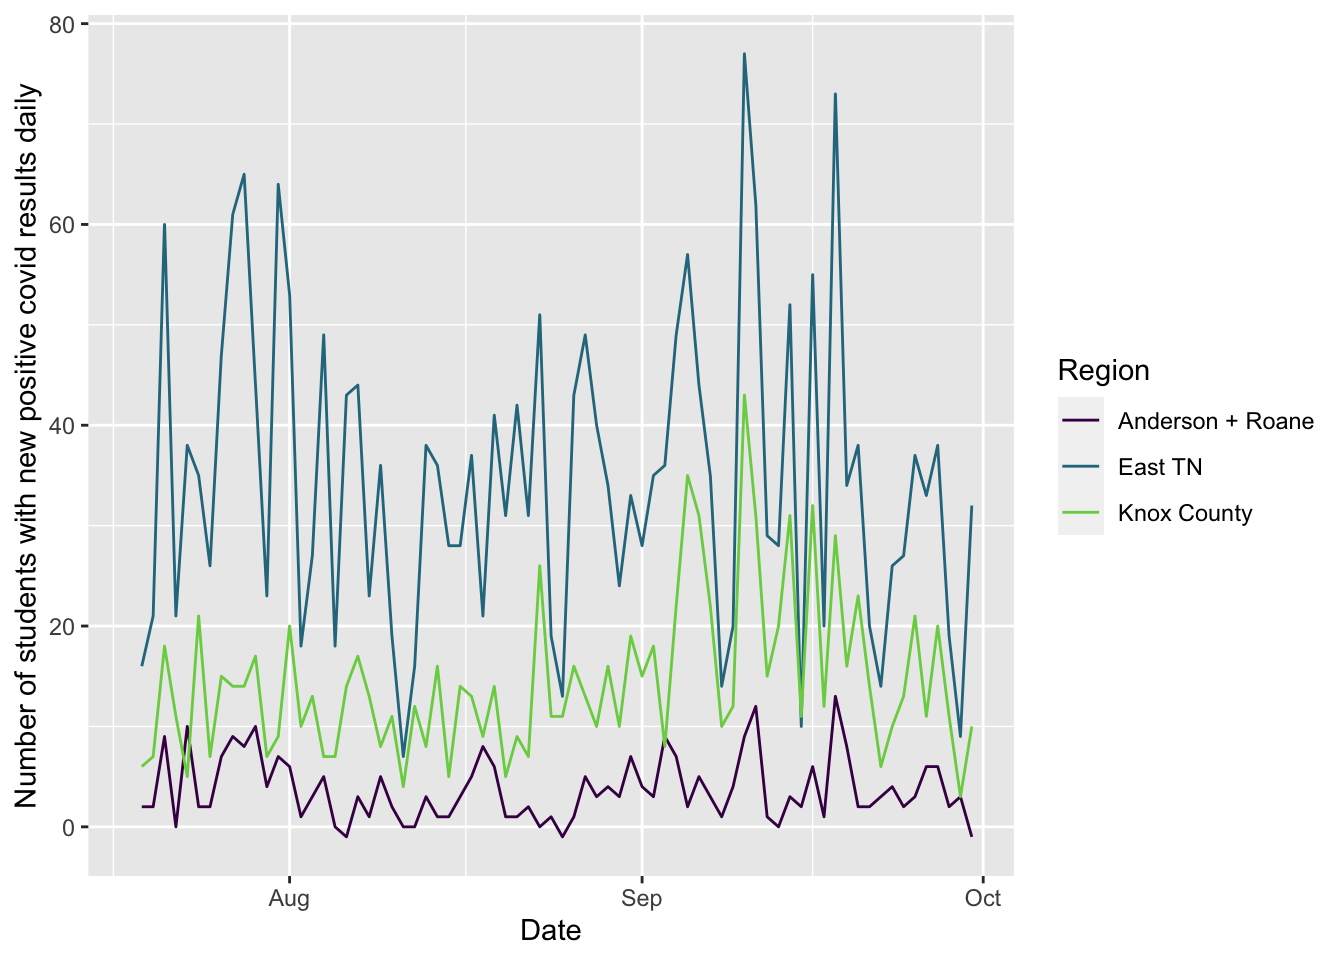 80
60
40
20
0
Number of students with new positive covid results daily
Aug
Sep
Oct
Date
Region
Anderson + Roane
East TN
Knox County